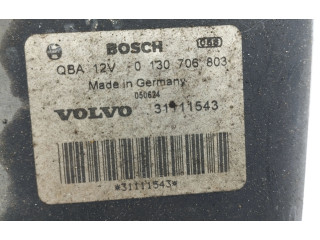 BOSCH
QBA 12V 0 130 706 803
Made in Germany
050624
VOLVO 31111543
*31111543*